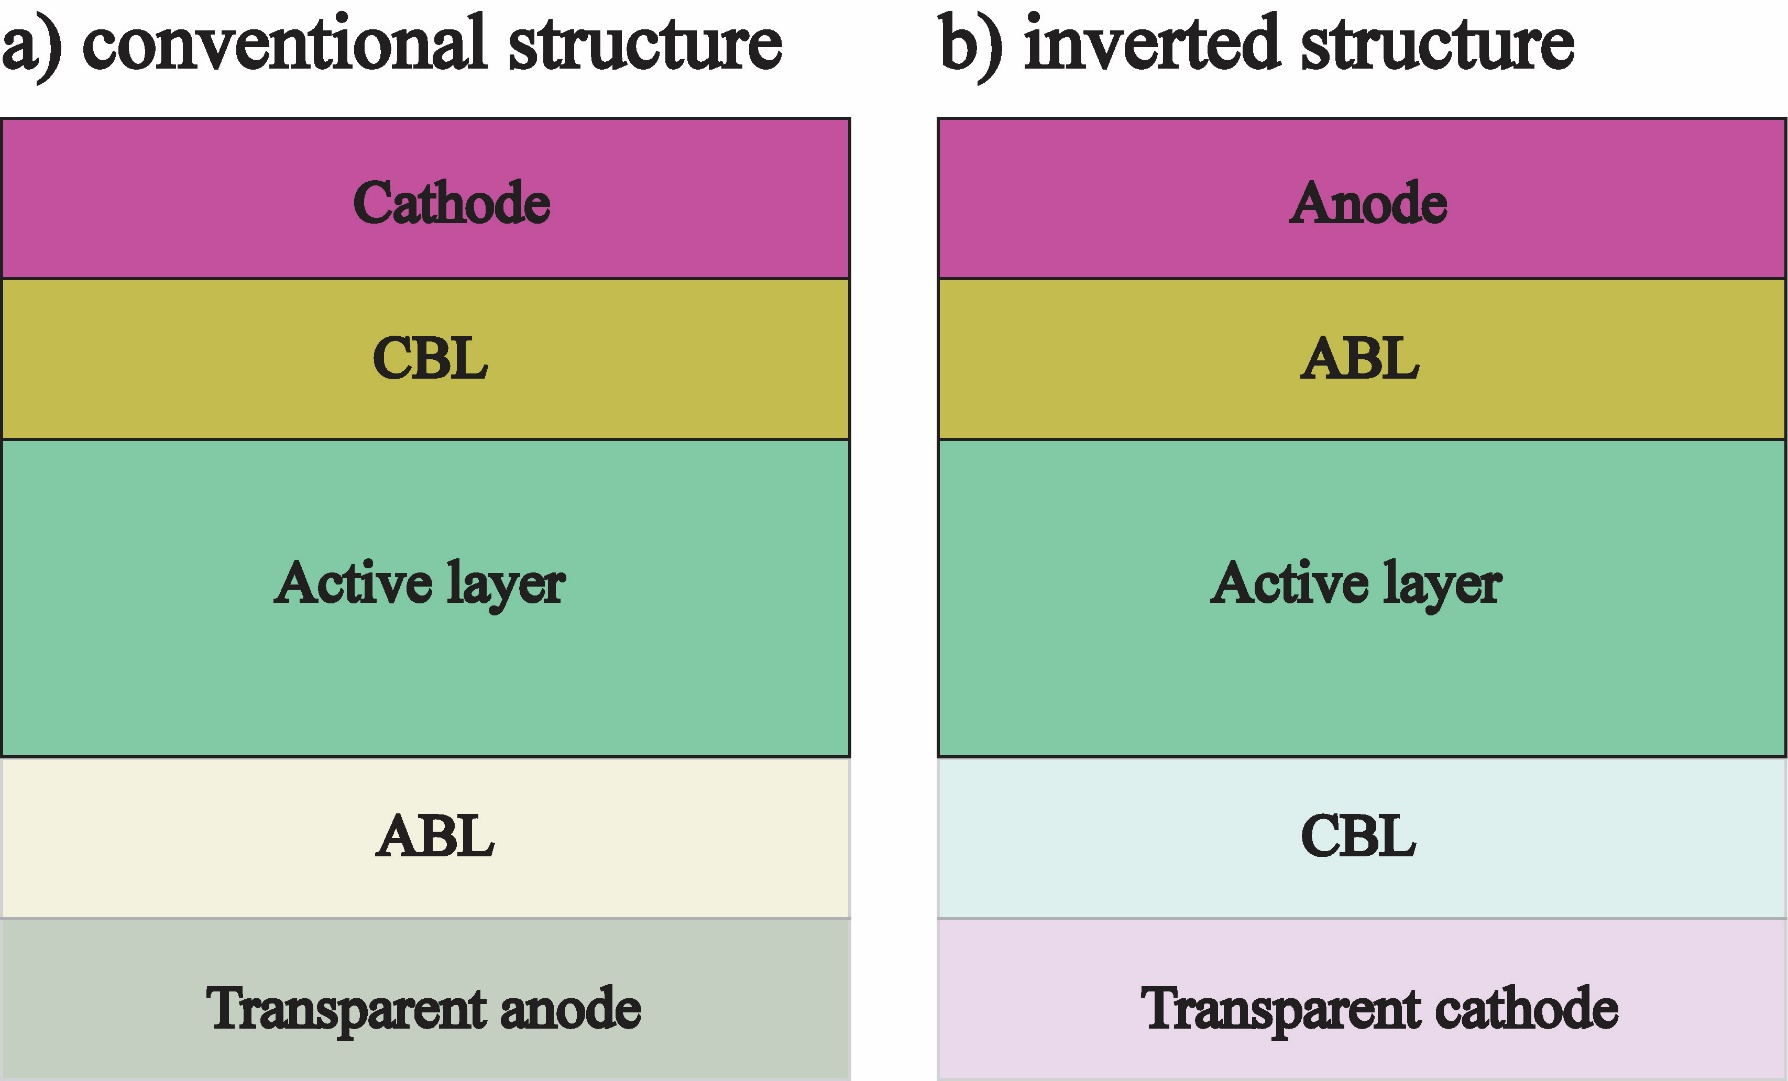 a) conventional structure
Cathode
CBL
Active layer
ABL
Transparent anode
b) inverted structure
Anode
ABL
Active layer
CBL
Transparent cathode